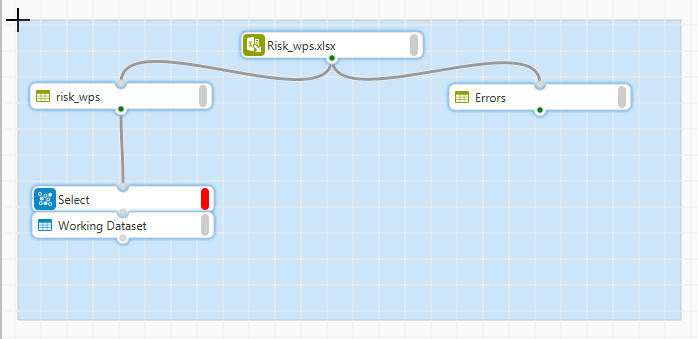 Risk_wps.xlsx
risk_wps
Errors
Select
Working Dataset